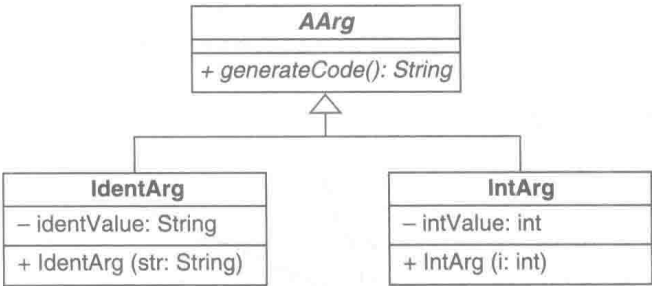 AArg
+ generateCode(): String
IdentArg
– identValue: String
+ IdentArg (str: String)
IntArg
– intValue: int
+ IntArg (i: int)